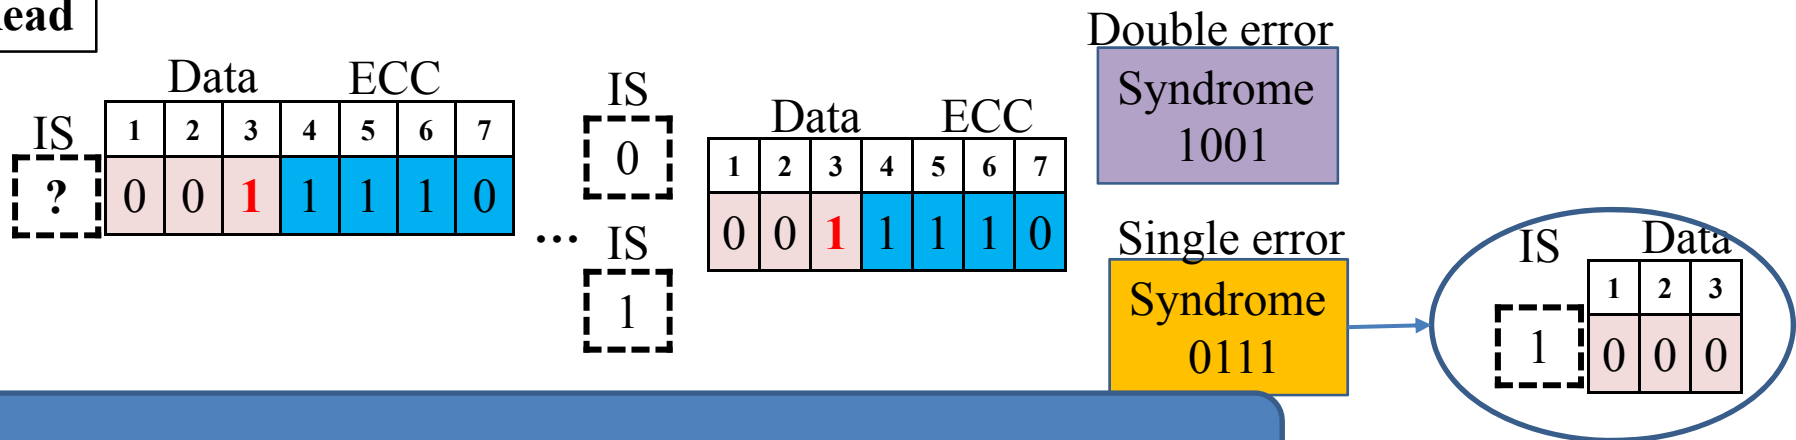 Data ECC
IS
1 2 3 4 5 6 7
? 0 0 1 1 1 1 0
...
IS
0
IS
1
Data ECC
1 2 3 4 5 6 7
0 0 1 1 1 1 0
Double error
Syndrome
1001
Single error
Syndrome
0111
IS Data
1 2 3
1 0 0 0